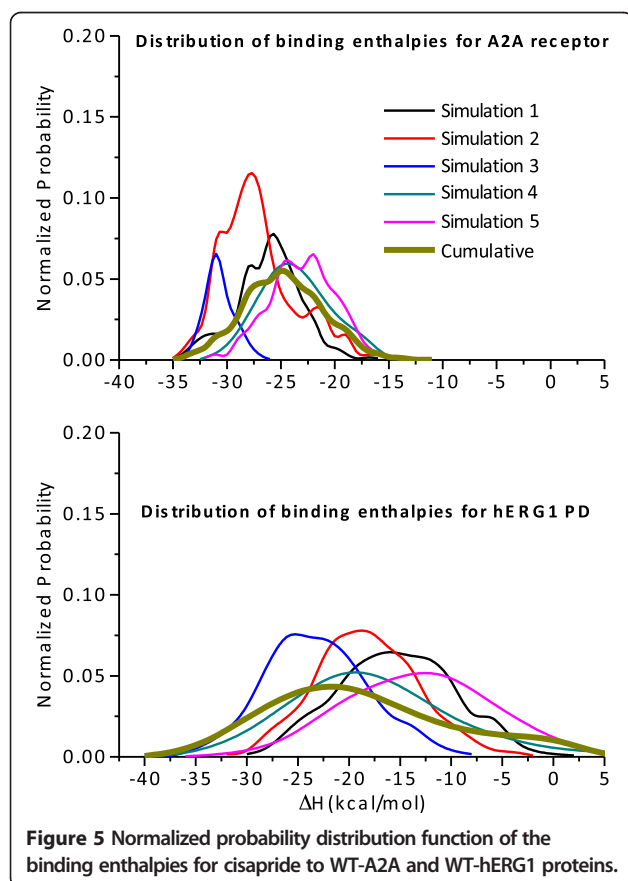 Distribution of binding enthalpies for A2A receptor
0.20
0.15
0.10
0.05
0.00
Normalized Probability
Simulation 1
Simulation 2
Simulation 3
Simulation 4
Simulation 5
Cumulative
-40 -35 -30 -25 -20 -15 -10 -5 0 5
Distribution of binding enthalpies for hERG1 PD
0.20
0.15
0.10
0.05
0.00
Normalized Probability
-40 -35 -30 -25 -20 -15 -10 -5 0 5
ΔH (kcal/mol)
Figure 5 Normalized probability distribution function of the
binding enthalpies for cisapride to WT-A2A and WT-hERG1 proteins.